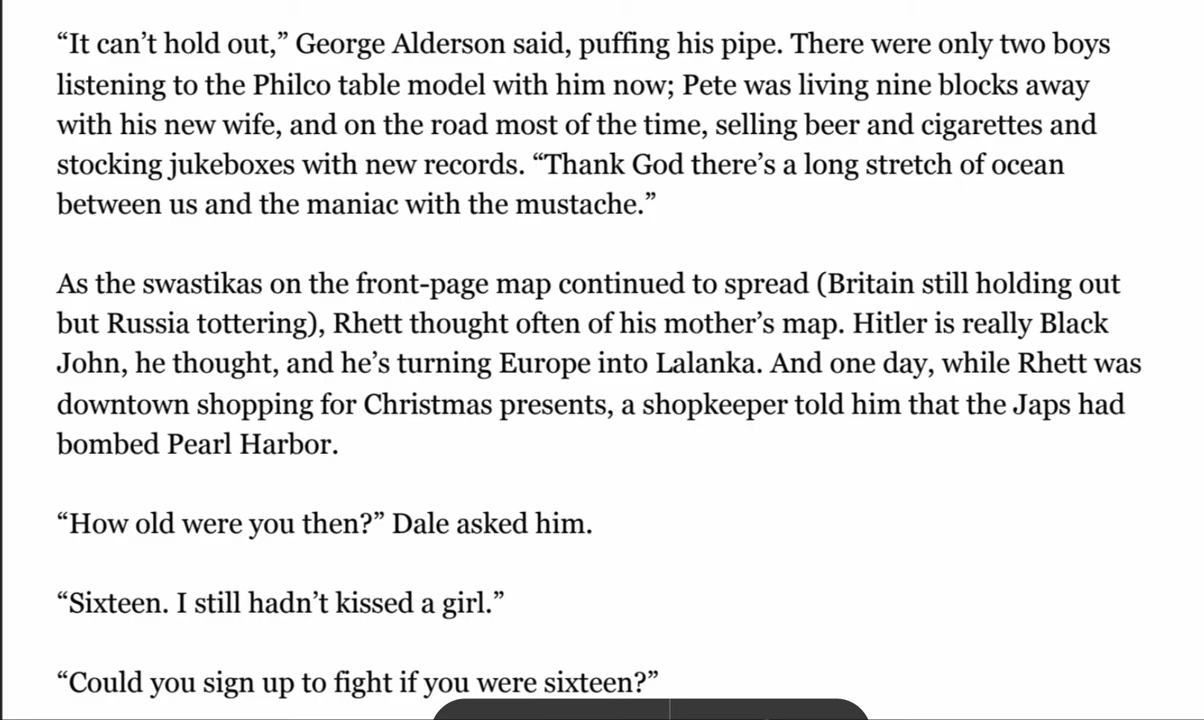 “It can’t hold out,” George Alderson said, puffing his pipe. There were only two boys
listening to the Philco table model with him now; Pete was living nine blocks away
with his new wife, and on the road most of the time, selling beer and cigarettes and
stocking jukeboxes with new records. “Thank God there’s a long stretch of ocean
between us and the maniac with the mustache.”
As the swastikas on the front-page map continued to spread (Britain still holding out
but Russia tottering), Rhett thought often of his mother’s map. Hitler is really Black
John, he thought, and he’s turning Europe into Lalanka. And one day, while Rhett was
downtown shopping for Christmas presents, a shopkeeper told him that the Japs had
bombed Pearl Harbor.
“How old were you then?” Dale asked him.
“Sixteen. I still hadn’t kissed a girl.”
“Could you sign up to fight if you were sixteen?”